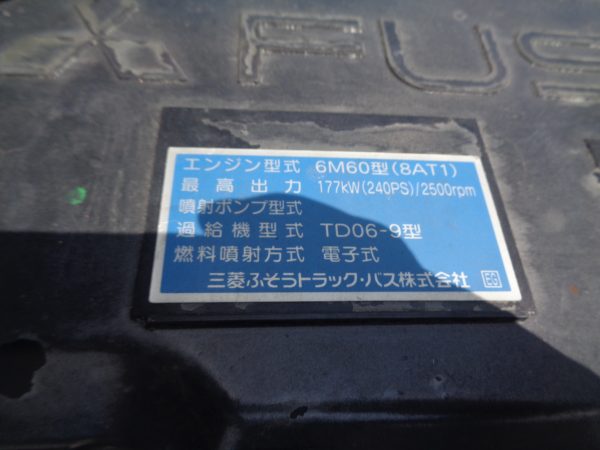 FUS
エンジン型式 6M60型(8AT1)
最高出力 177kW(240PS)/2500rpm
噴射ポンプ型式
過給機型式 TD06-9型
燃料噴射方式 電子式
三菱ふそうトラック・バス株式会社